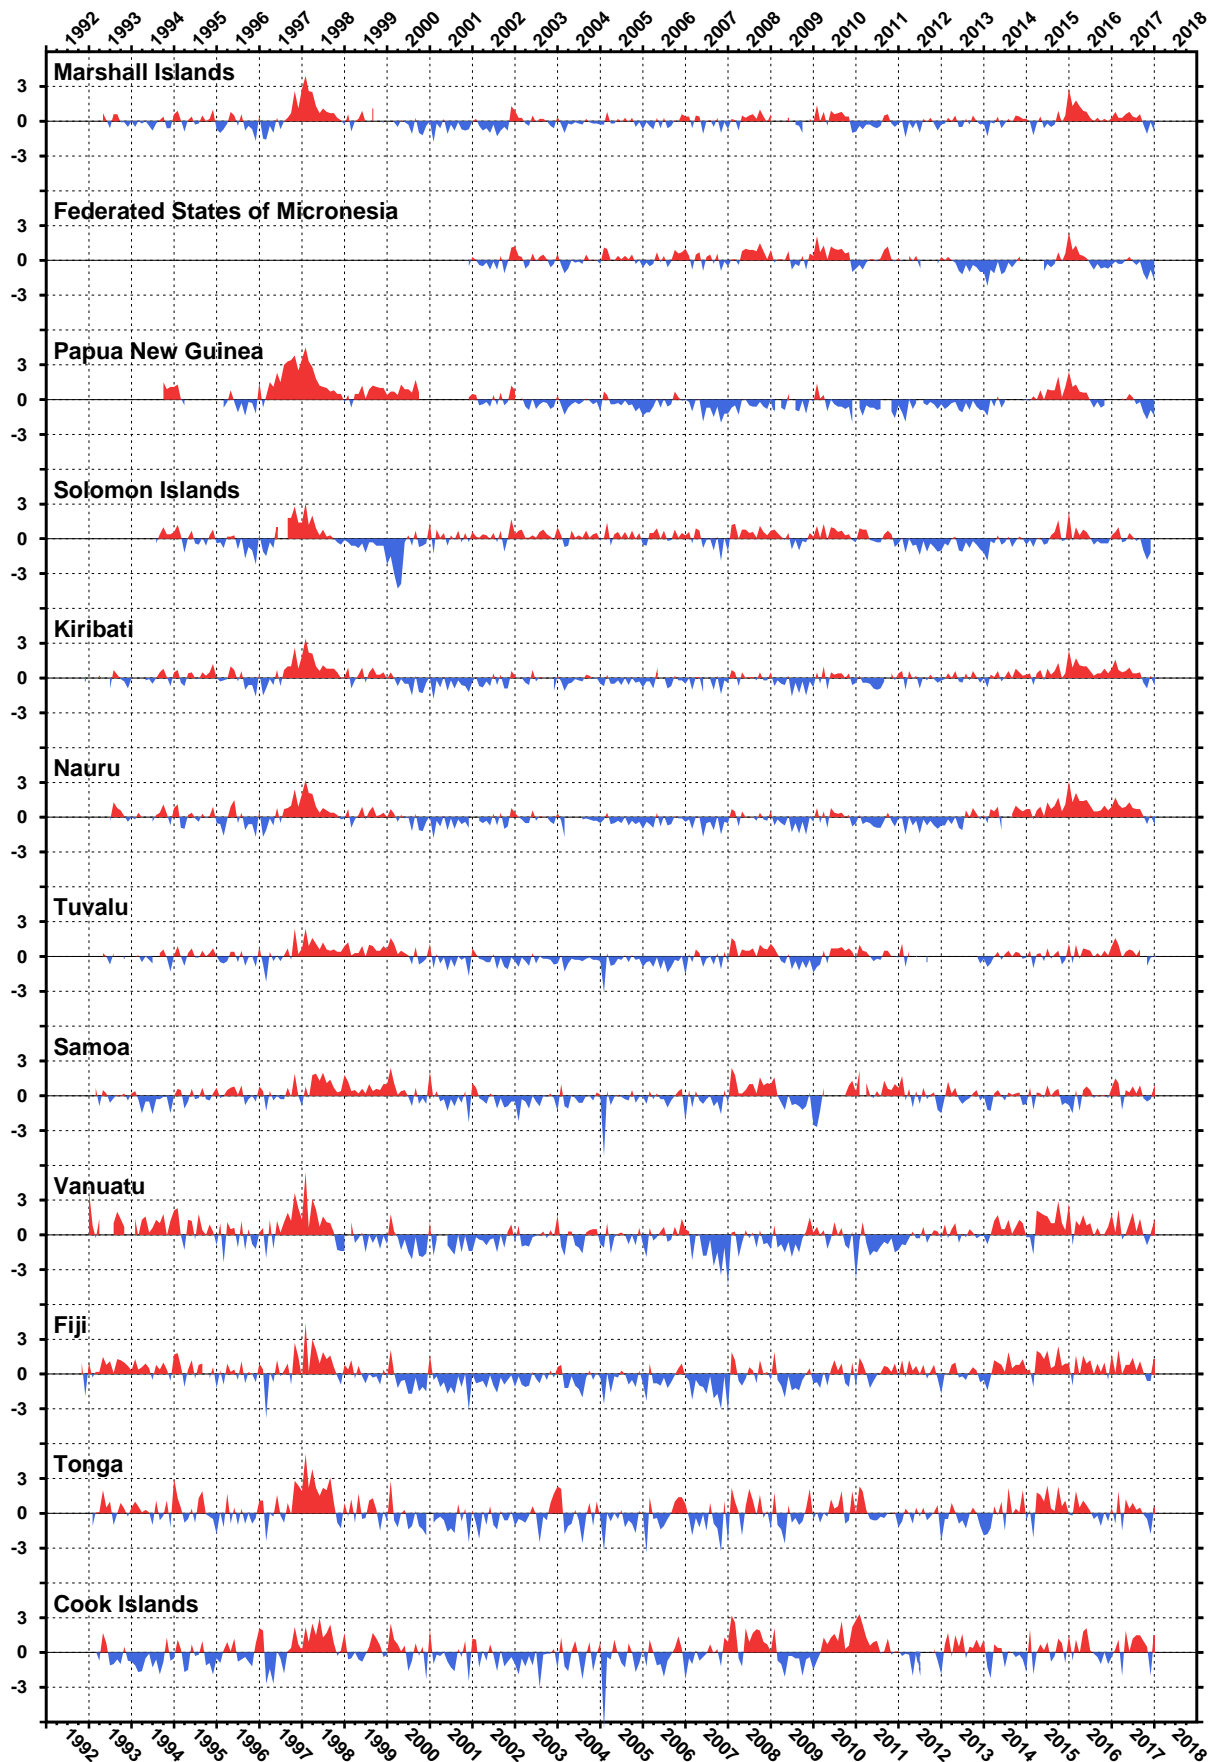 1992 1993 1994 1995 1996 1997 1998 1999 2000 2001 2002 2003 2004 2005 2006 2007 2008 2009 2010 2011 2012 2013 2014 2015 2016 2017 2018
Marshall Islands
3
0
-3
Federated States of Micronesia
3
0
-3
Papua New Guinea
3
0
-3
Solomon Islands
3
0
-3
Kiribati
3
0
-3
Nauru
3
0
-3
Tuvalu
3
0
-3
Samoa
3
0
-3
Vanuatu
3
0
-3
Fiji
3
0
-3
Tonga
3
0
-3
Cook Islands
3
0
-3
1992 1993 1994 1995 1996 1997 1998 1999 2000 2001 2002 2003 2004 2005 2006 2007 2008 2009 2010 2011 2012 2013 2014 2015 2016 2017 2018